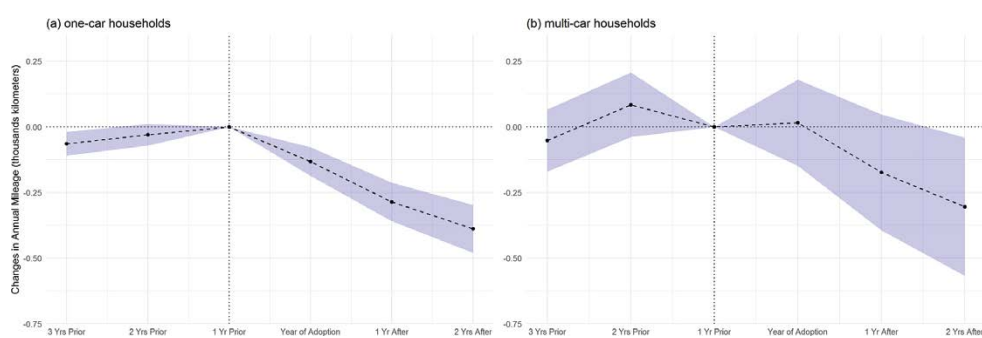 (a) one-car households
(b) multi-car households
Changes in Annual Mileage (thousands kilometers)
0.25
0.00
-0.25
-0.50
-0.75
3 Yrs Prior 2 Yrs Prior 1 Yr Prior Year of Adoption 1 Yr After 2 Yrs After
0.25
0.00
-0.25
-0.50
-0.75
3 Yrs Prior 2 Yrs Prior 1 Yr Prior Year of Adoption 1 Yr After 2 Yrs After